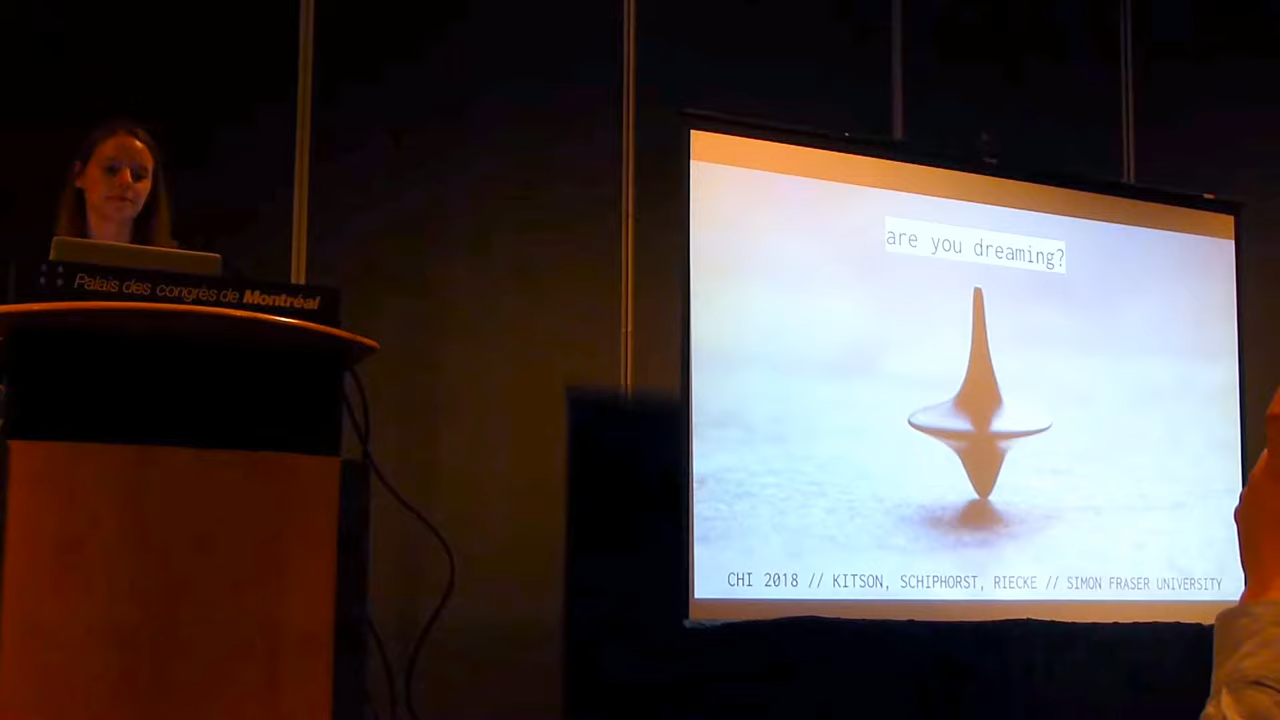 Palais des congrès de Montréal
are you dreaming?
CHI 2018 // KITSON, SCHIPHORST, RIECKE // SIMON FRASER UNIVERSITY